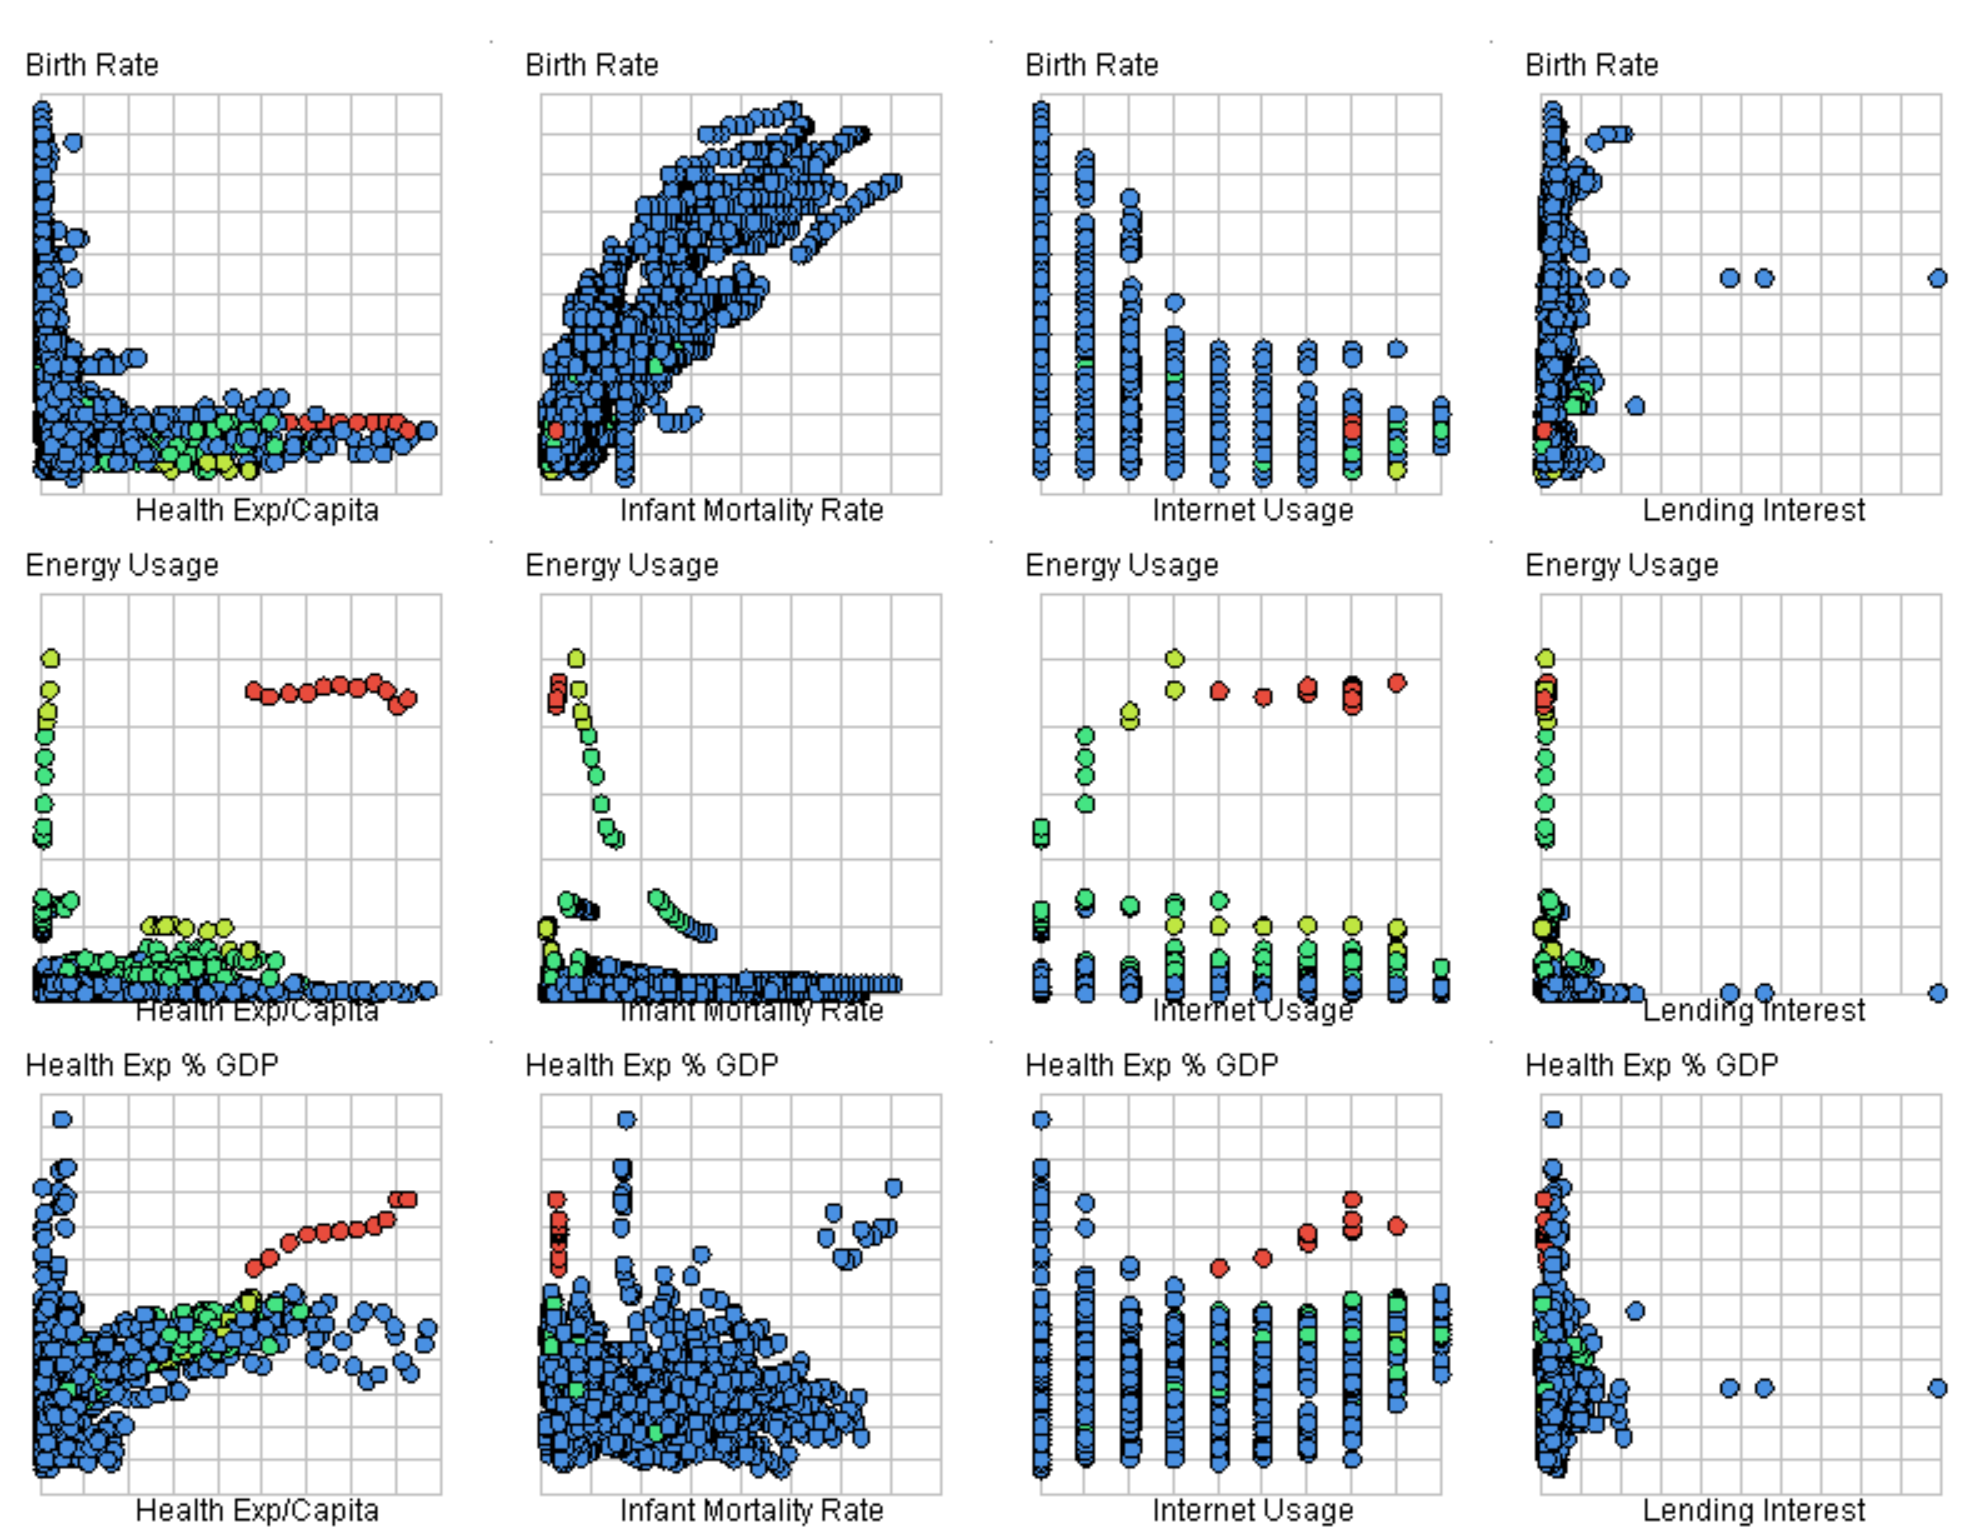 Birth Rate
Birth Rate
Birth Rate
Birth Rate
Health Exp/Capita
Infant Mortality Rate
Internet Usage
Lending Interest
Energy Usage
Energy Usage
Energy Usage
Energy Usage
Health Exp/Capita
Infant Mortality Rate
Internet Usage
Lending Interest
Health Exp % GDP
Health Exp % GDP
Health Exp % GDP
Health Exp % GDP
Health Exp/Capita
Infant Mortality Rate
Internet Usage
Lending Interest